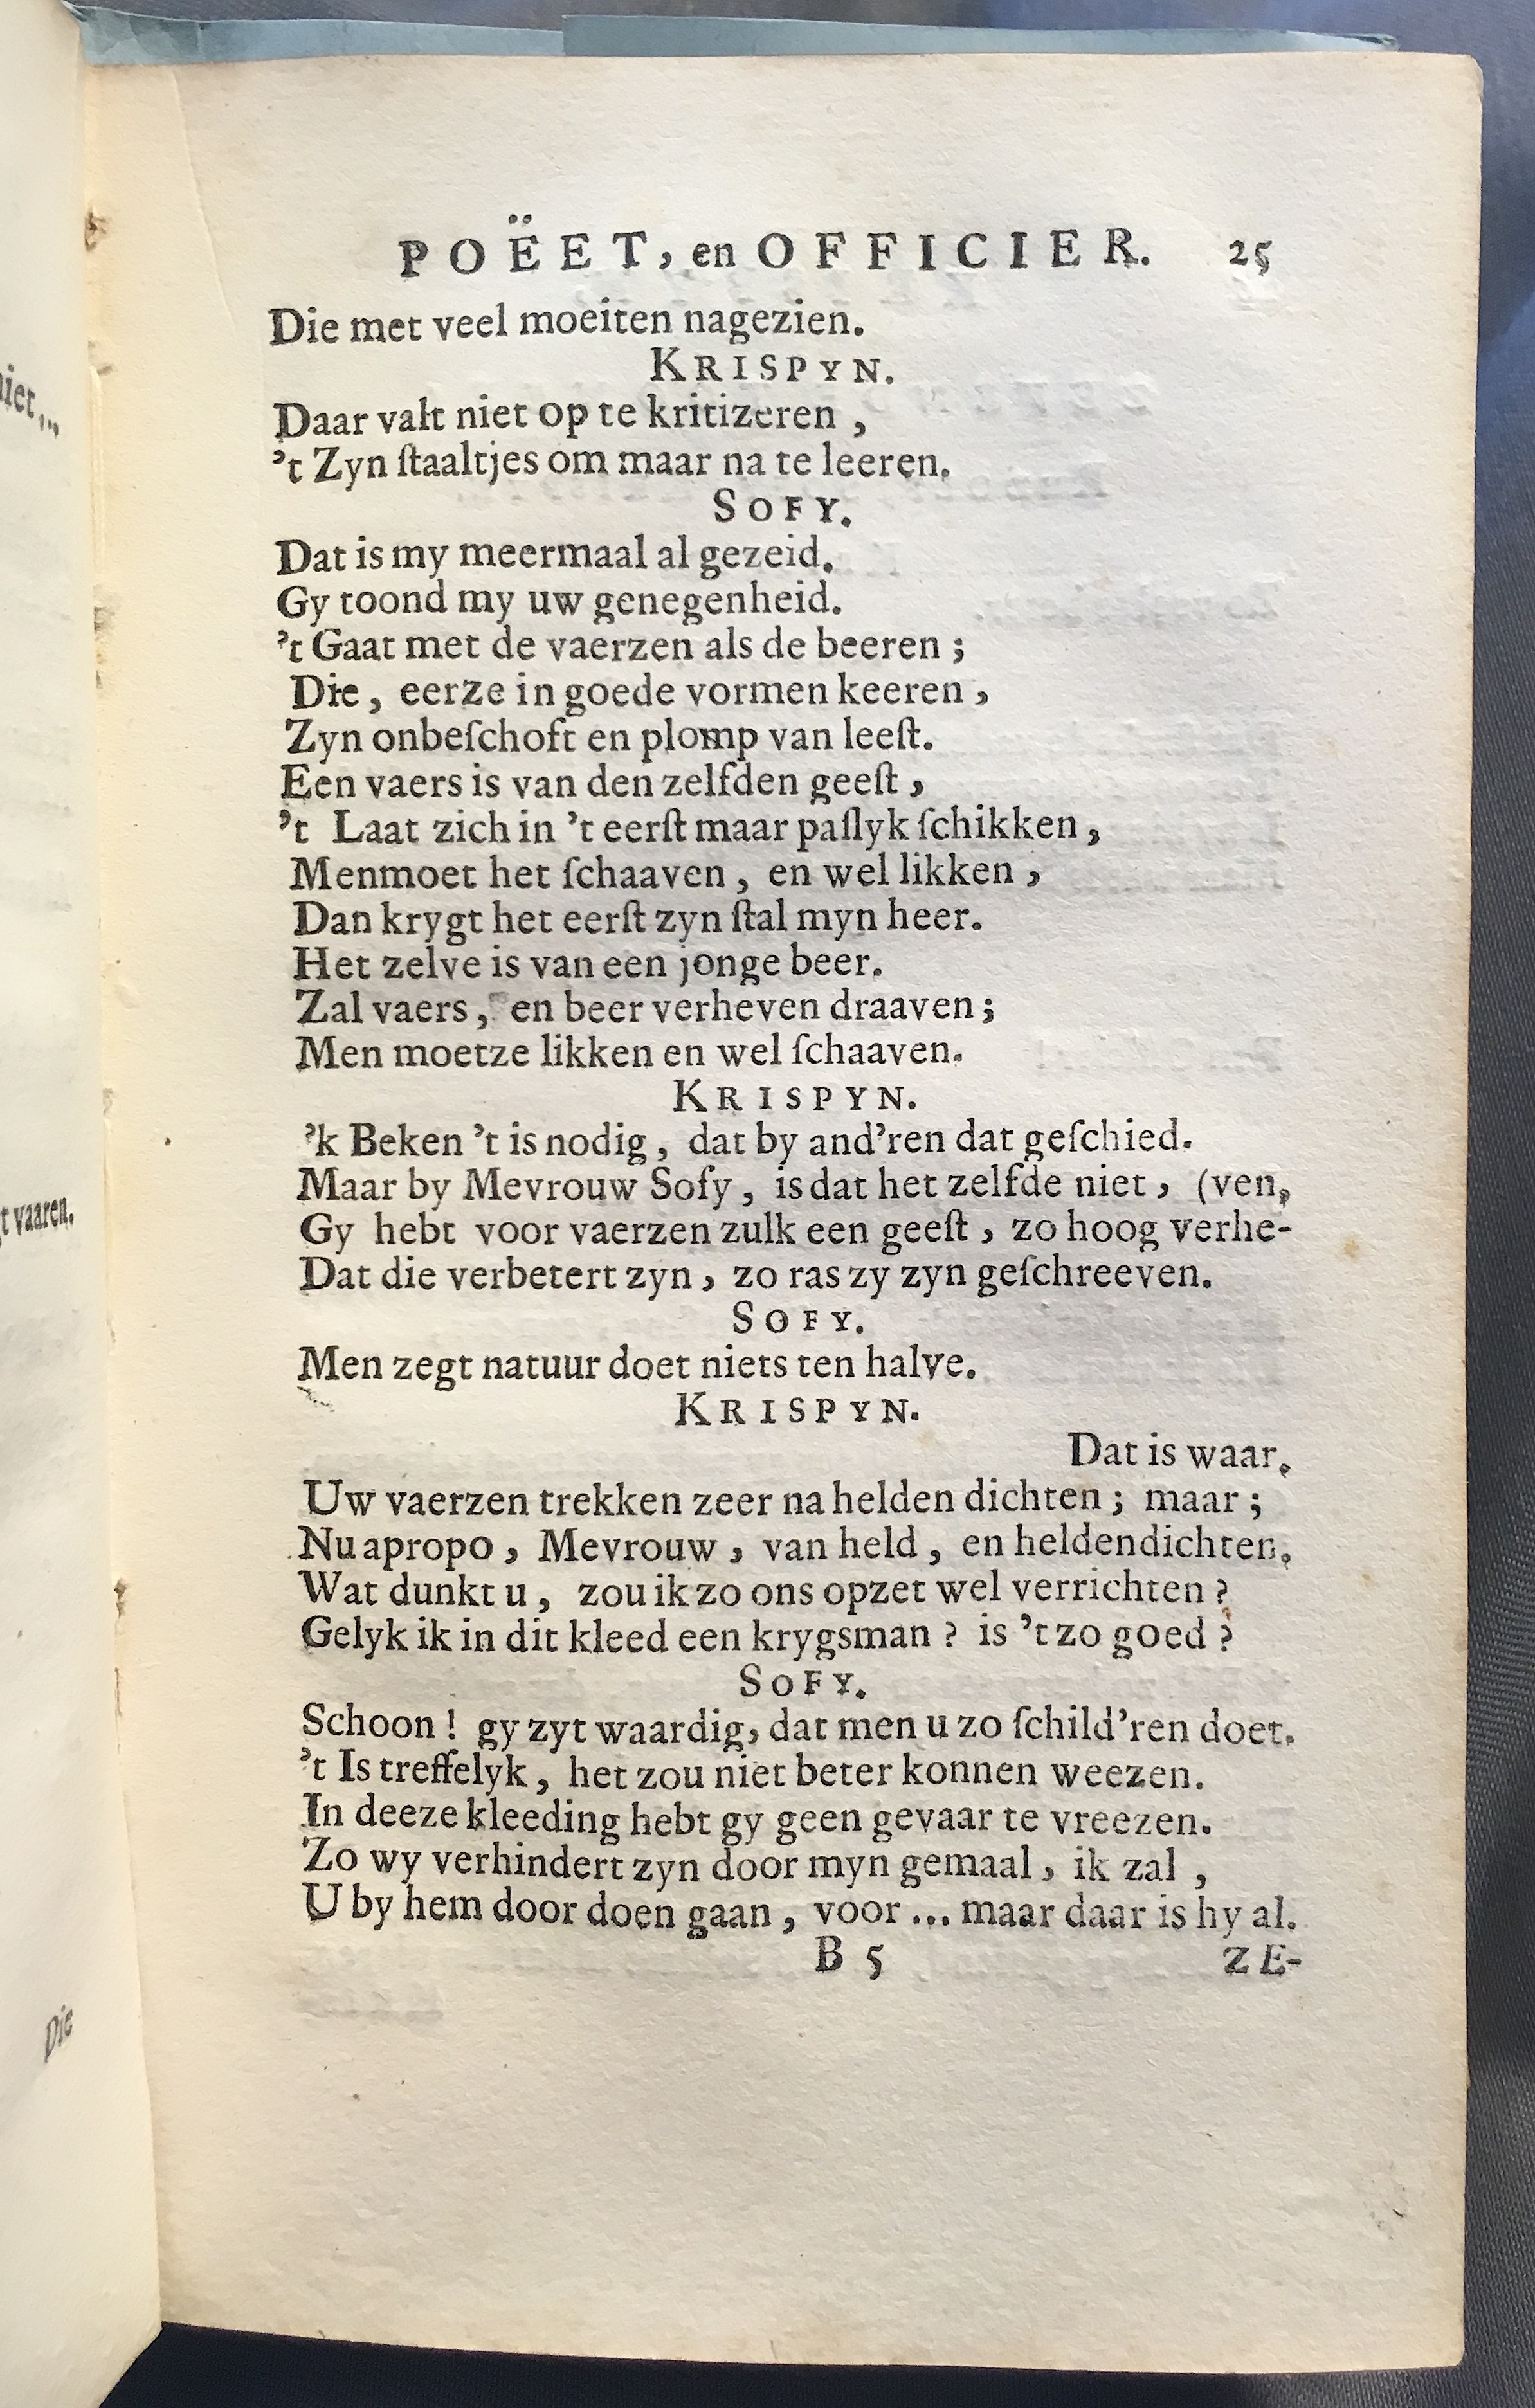 POËET, en OFFICIER. 25
Die met veel moeiten nagezien.
KRISPYN.
Daar valt niet op te kritizeren ,
't Zyn ſtaaltjes om maar na te leeren.
SOFY.
Dat is my meermaal al gezeid.
Gy toond my uw genegenheid.
't Gaat met de vaerzen als de beeren ;
Die , eerze in goede vormen keeren ,
Zyn onbeſchoft en plomp van leeſt.
Een vaers is van den zelfden geeſt ,
't Laat zich in 't eerſt maar paſlyk ſchikken ,
Menmoet het ſchaaven , en wel likken ,
Dan krygt het eerſt zyn ſtal myn heer.
Het zelve is van een jonge beer.
Zal vaers , en beer verheven draaven ;
Men moetze likken en wel ſchaaven.
KRISPYN.
'k Beken 't is nodig , dat by and'ren dat geſchied.
Maar by Mevrouw Sofy , is dat het zelfde niet , (ven,
Gy hebt voor vaerzen zulk een geeſt , zo hoog verhe-
Dat die verbetert zyn , zo ras zy zyn geſchreeven.
SOFY.
Men zegt natuur doet niets ten halve.
KRISPYN.
Dat is waar.
Uw vaerzen trekken zeer na helden dichten ; maar ;
Nu apropo , Mevrouw , van held , en heldendichten,
Wat dunkt u , zou ik zo ons opzet wel verrichten ?
Gelyk ik in dit kleed een krygsman ? is 't zo goed ?
SOFY.
Schoon ! gy zyt waardig, dat men u zo ſchild'ren doet.
't Is treffelyk , het zou niet beter konnen weezen.
In deeze kleeding hebt gy geen gevaar te vreezen.
Zo wy verhindert zyn door myn gemaal , ik zal ,
U by hem door doen gaan , voor ... maar daar is hy al.
B 5 ZE-
niet,..
t vaaren.
Die